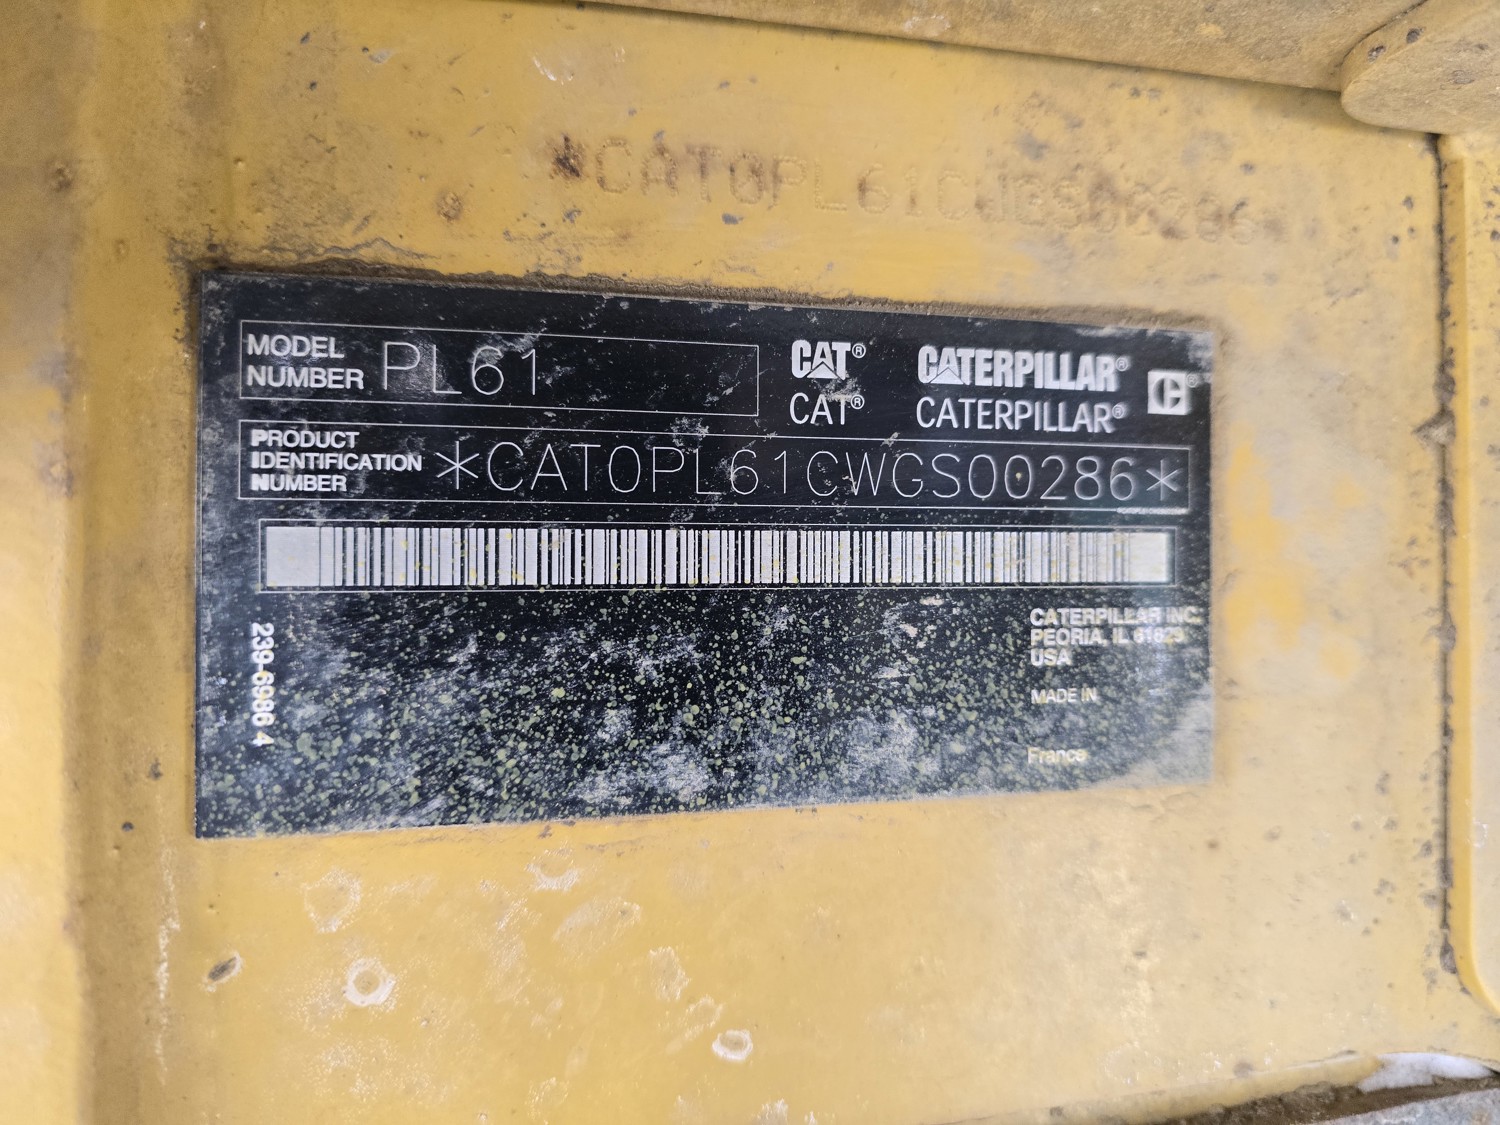 *CAT0PL61CWGS00286*
MODEL
NUMBER
PL61
CAT®
CATERPILLAR®
CAT®
CATERPILLAR®
PRODUCT
IDENTIFICATION
NUMBER
*CAT0PL61CWGS00286*
239-6986 4
CATERPILLAR INC.
PEORIA, IL 61629
USA
MADE IN
France